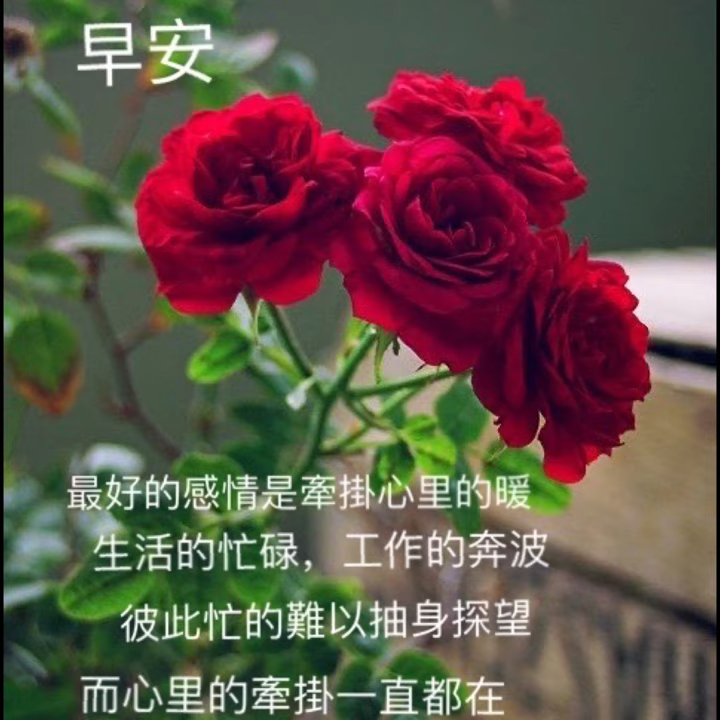 早安
最好的感情是牽掛心里的暖
生活的忙碌，工作的奔波
彼此忙的難以抽身探望
而心里的牽掛一直都在